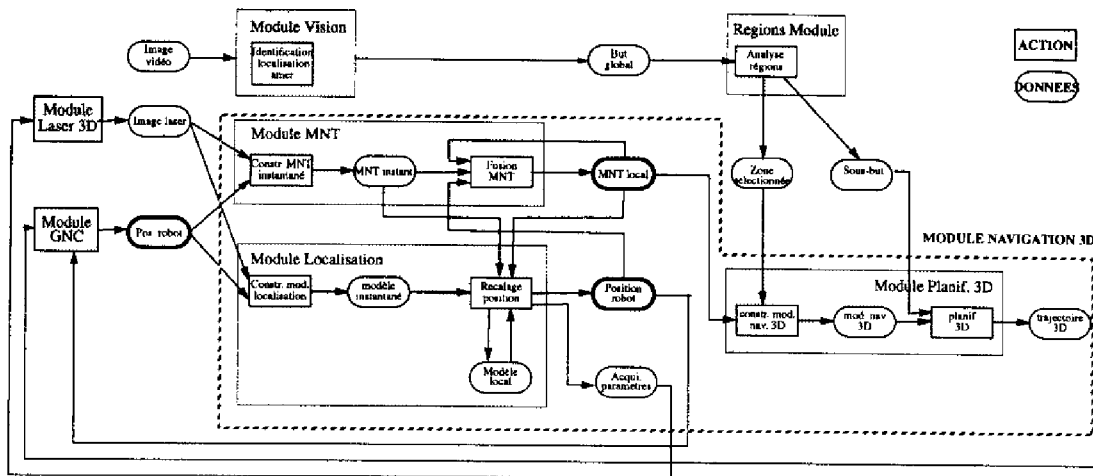 Module Vision
Regions Module
Image
vidéo
Identification
localisation
amer
But
global
Analyse
régions
ACTION
DONNEES
Module
Laser 3D
Image laser
Module MNT
Constr MNT
instantané
MNT instant
Fusion
MNT
MNT local
Zone
sélectionnée
Sous-but
Module
GNC
Pos robot
MODULE NAVIGATION 3D
Module Localisation
Constr. mod.
localisation
modèle
instantané
Recalage
position
Position
robot
Module Planif. 3D
constr. mod.
nav. 3D
mod. nav
3D
planif
3D
trajectoire
3D
Modèle
local
Acqui.
paramètres